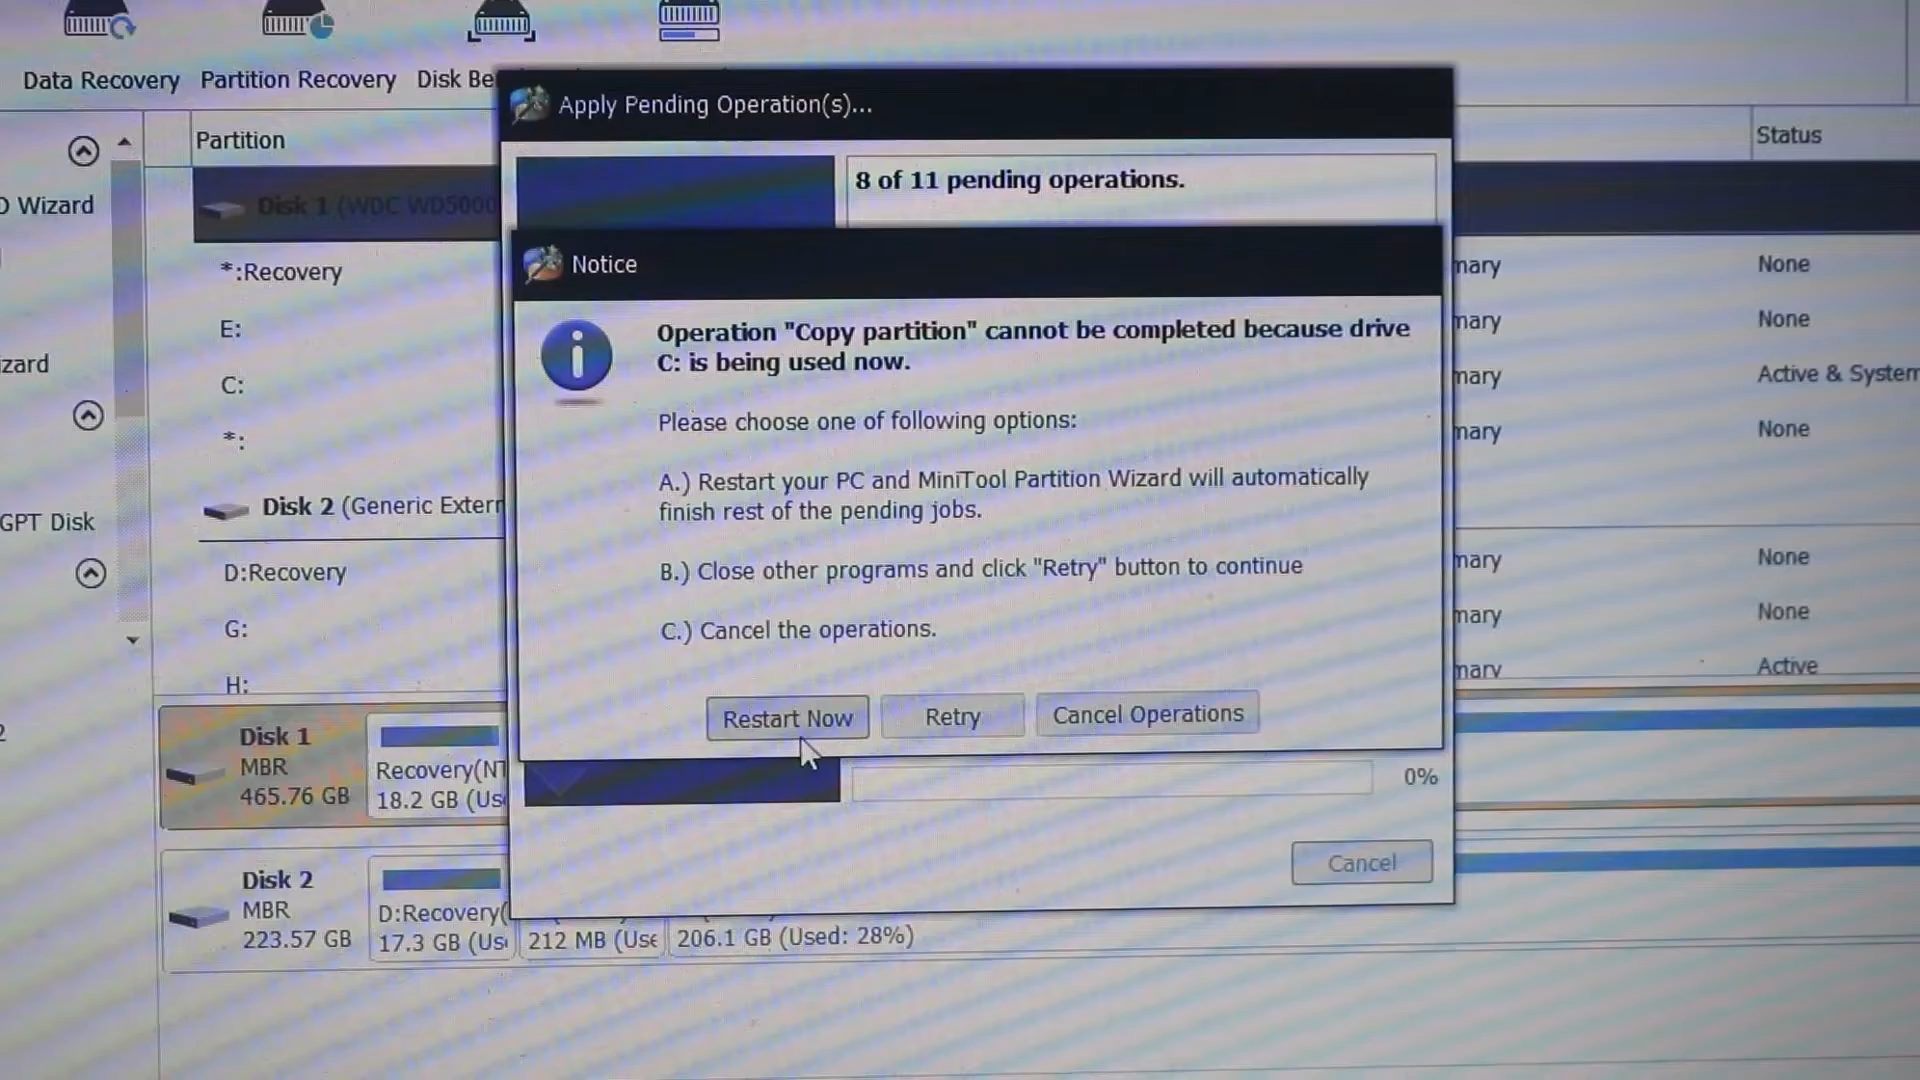 Data Recovery
Partition Recovery
Disk Be
Apply Pending Operation(s)...
Partition
Status
8 of 11 pending operations.
Wizard
Disk 1 (WDC WD5000
Notice
*:Recovery
mary
None
Operation "Copy partition" cannot be completed because drive
C: is being used now.
E:
mary
None
zard
C:
mary
Active & System
Please choose one of following options:
*:
mary
None
A.) Restart your PC and MiniTool Partition Wizard will automatically
finish rest of the pending jobs.
GPT Disk
Disk 2 (Generic Extern
B.) Close other programs and click "Retry" button to continue
D:Recovery
mary
None
C.) Cancel the operations.
G:
mary
None
H:
mary
Active
Restart Now
Retry
Cancel Operations
Disk 1
MBR
465.76 GB
Recovery(NT
18.2 GB (Us
0%
Cancel
Disk 2
MBR
223.57 GB
D:Recovery(
17.3 GB (Us
212 MB (Use
206.1 GB (Used: 28%)